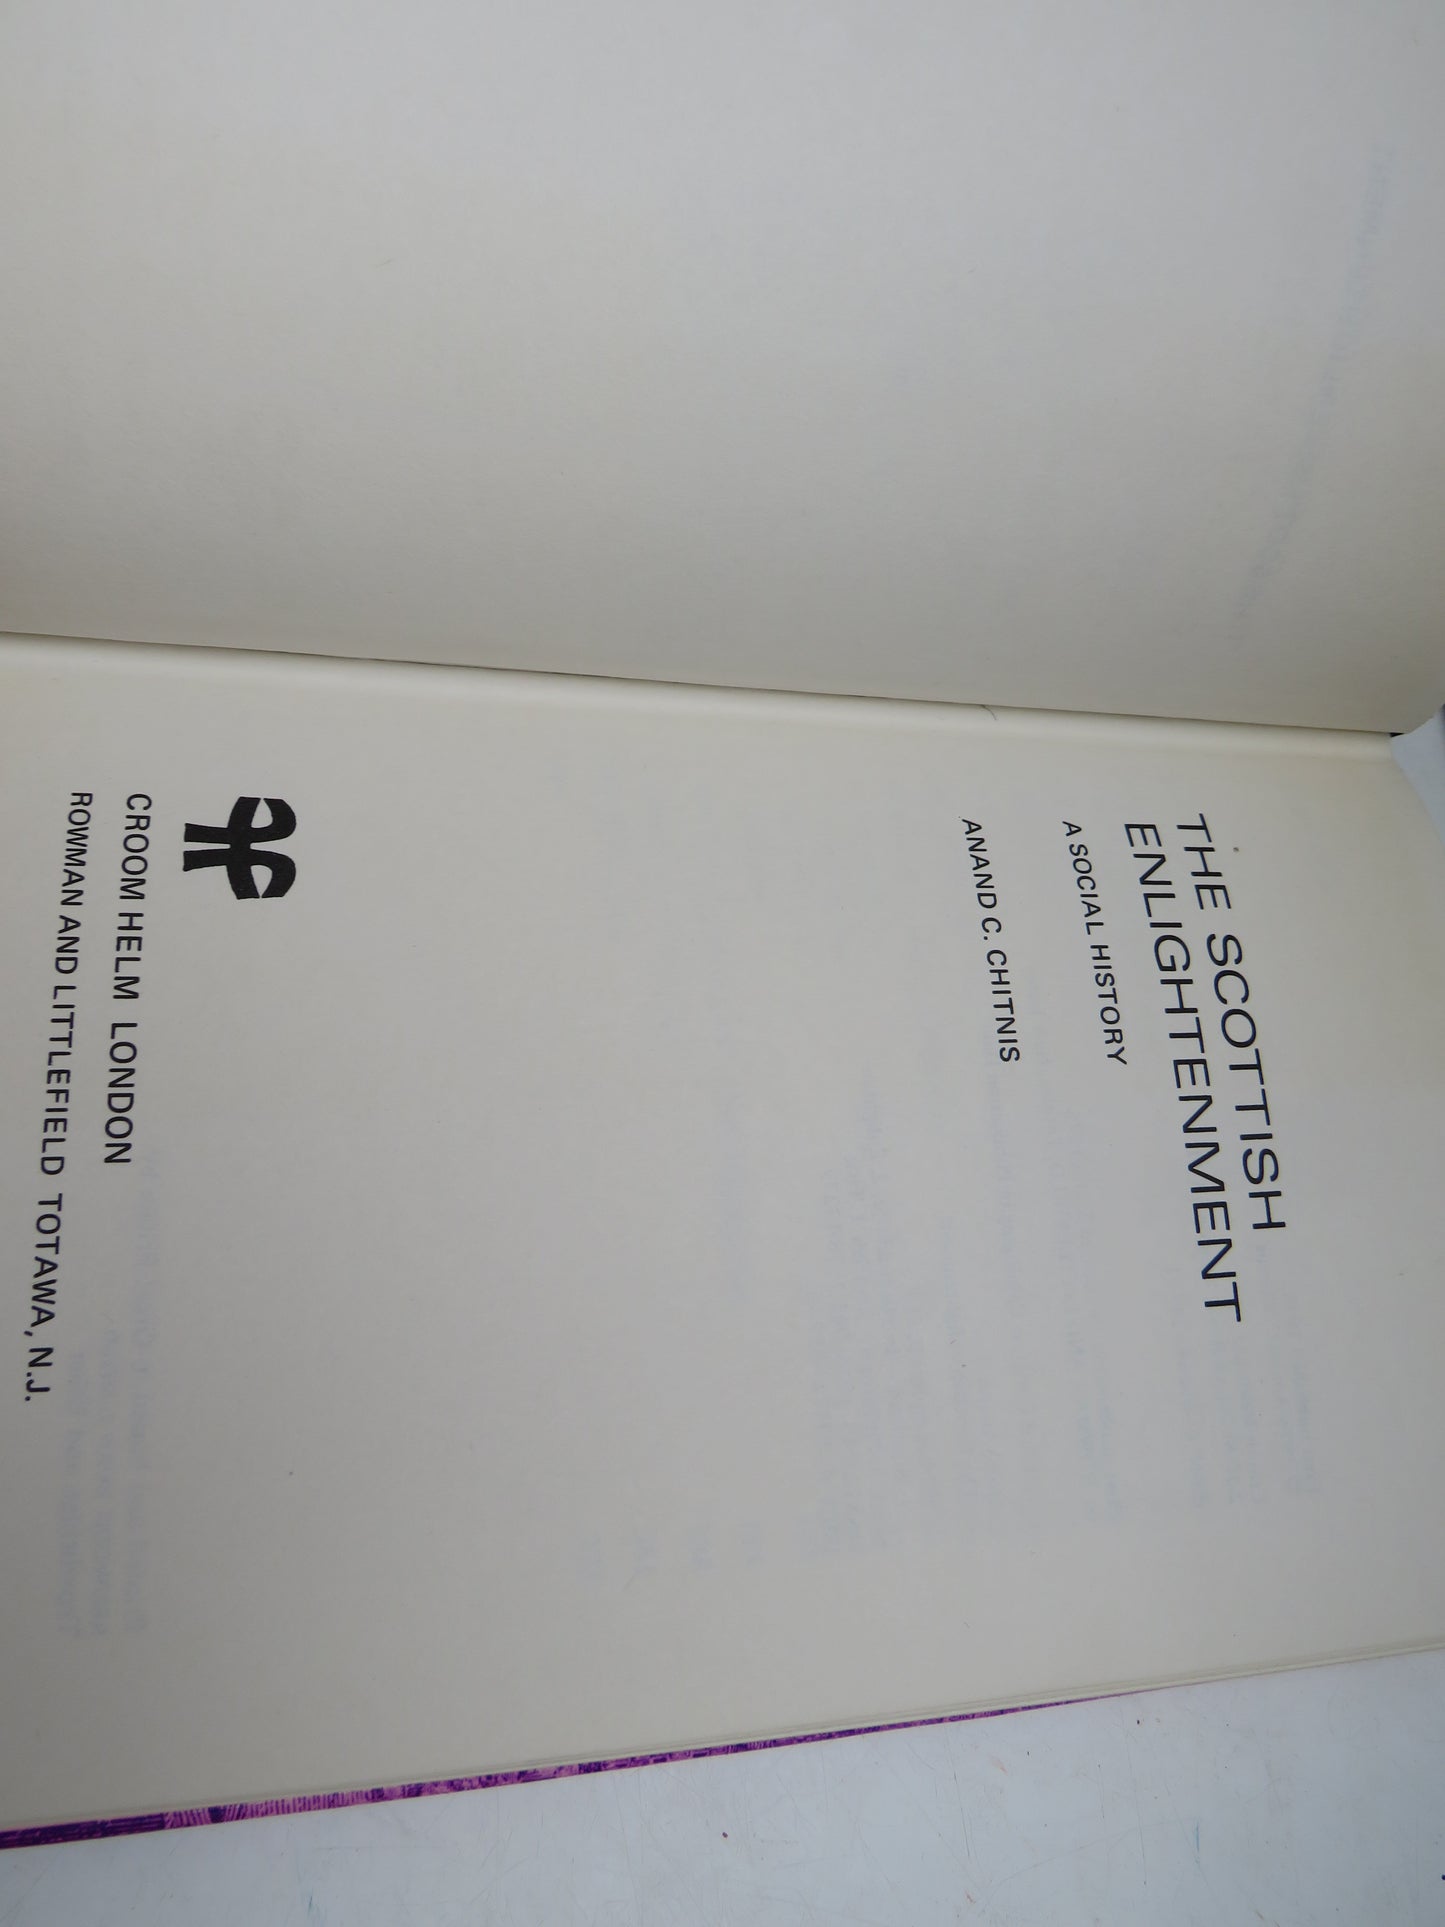 THE SCOTTISH
ENLIGHTENMENT
A SOCIAL HISTORY
ANAND C. CHITNIS
CROOM HELM LONDON
ROWMAN AND LITTLEFIELD TOTAWA, N.J.